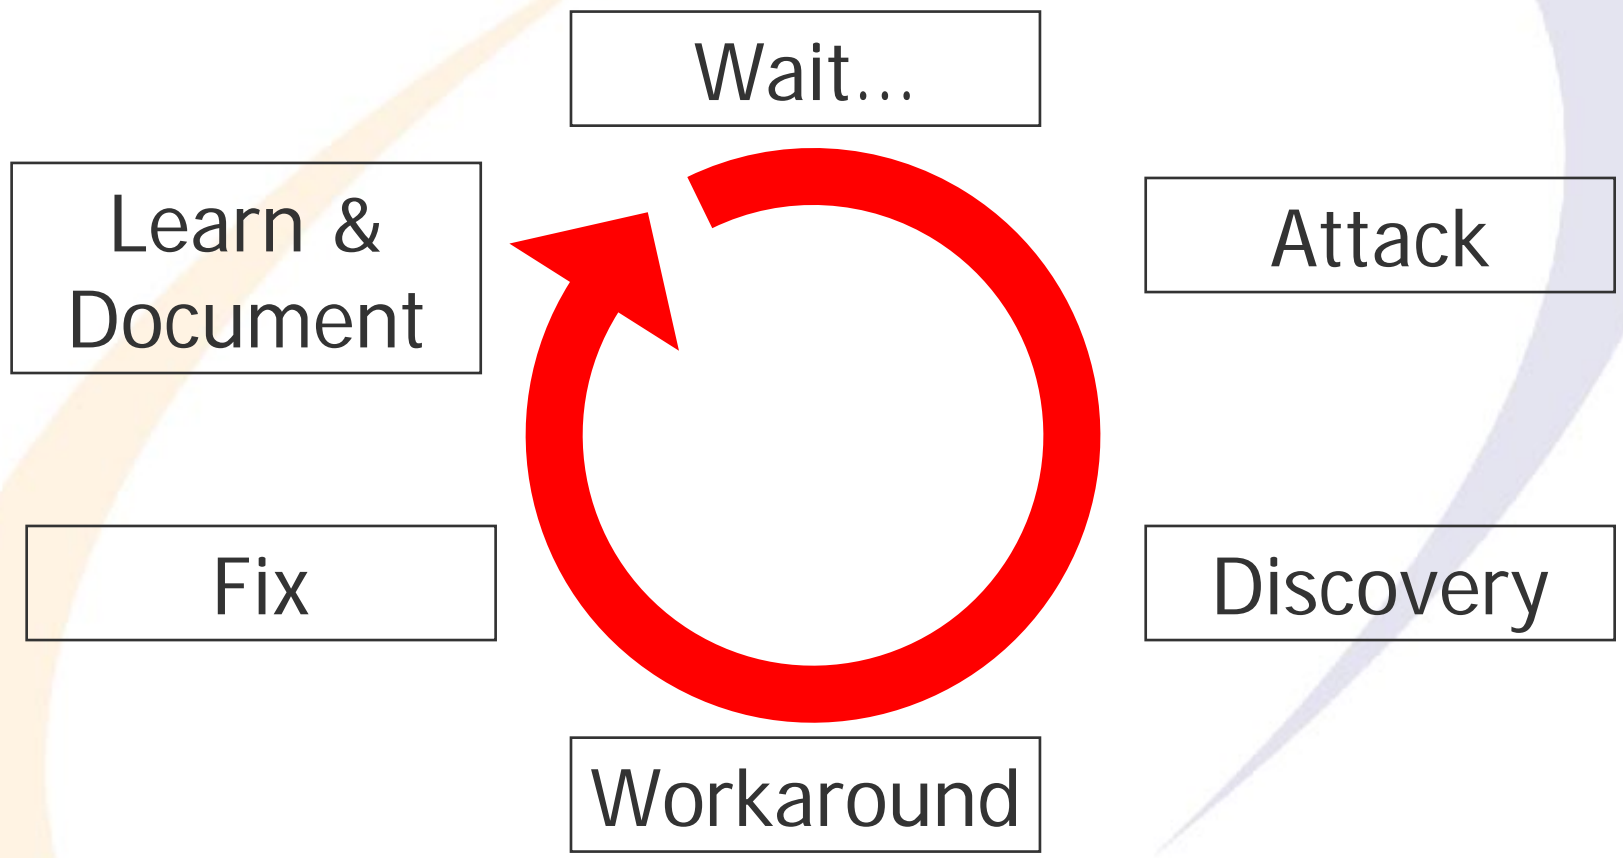 Wait...
Learn &
Document
Attack
Fix
Discovery
Workaround